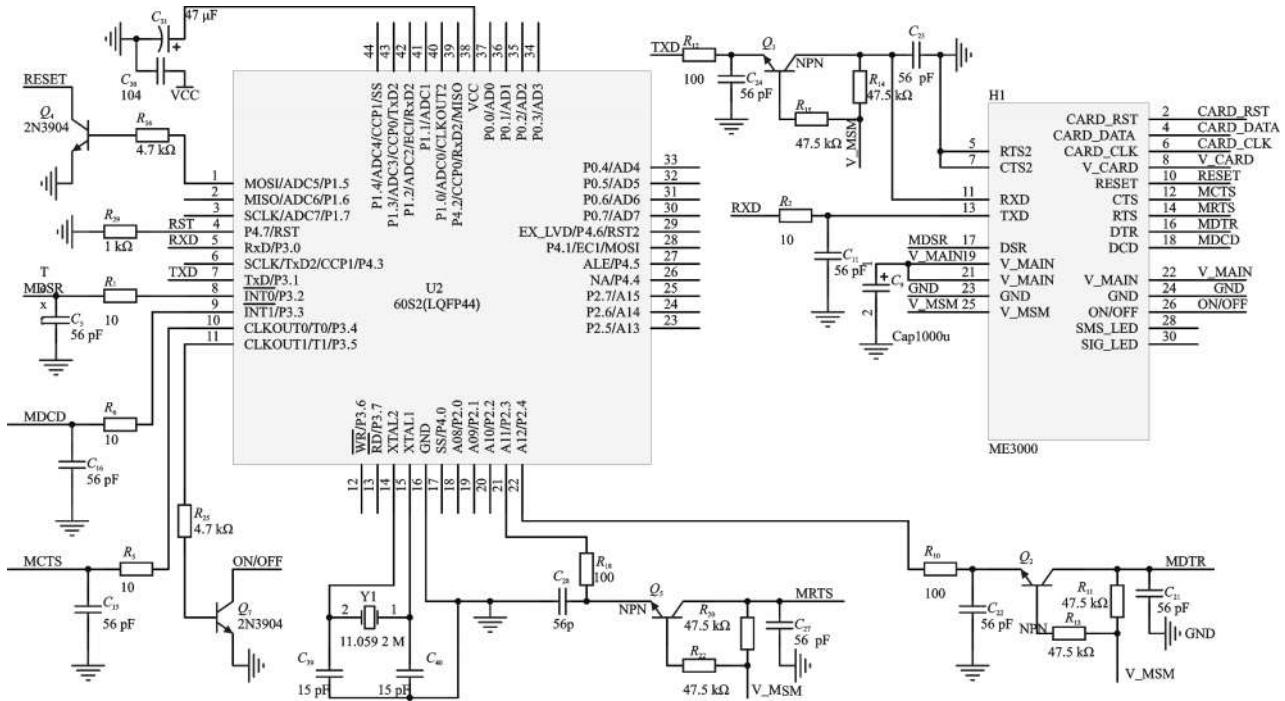 C31 47 μF
C30
104
VCC
RESET
Q4
2N3904
R16
4.7 kΩ
R29
1 kΩ
RST
RXD
TXD
T
x
MDSR
R1
10
C5
56 pF
MDCD
R4
10
C16
56 pF
MCTS
R5
10
C15
56 pF
R25
4.7 kΩ
ON/OFF
Q7
2N3904
44 43 42 41 40 39 38 37 36 35 34
P1.4/ADC4/CCP1/SS
P1.3/ADC3/CCP0/TxD2
P1.2/ADC2/ECI/RxD2
P1.1/ADC1
P1.0/ADC0/CLKOUT2
P4.2/CCP0/RxD2/MISO
VCC
P0.0/AD0
P0.1/AD1
P0.2/AD2
P0.3/AD3
1 MOSI/ADC5/P1.5
2 MISO/ADC6/P1.6
3 SCLK/ADC7/P1.7
4 P4.7/RST
5 RxD/P3.0
6 SCLK/TxD2/CCP1/P4.3
7 TxD/P3.1
8 INT0/P3.2
9 INT1/P3.3
10 CLKOUT0/T0/P3.4
11 CLKOUT1/T1/P3.5
U2
60S2(LQFP44)
P0.4/AD4 33
P0.5/AD5 32
P0.6/AD6 31
P0.7/AD7 30
EX_LVD/P4.6/RST2 29
P4.1/EC1/MOSI 28
ALE/P4.5 27
NA/P4.4 26
P2.7/A15 25
P2.6/A14 24
P2.5/A13 23
WR/P3.6
RD/P3.7
XTAL2
XTAL1
GND
SS/P4.0
A08/P2.0
A09/P2.1
A10/P2.2
A11/P2.3
A12/P2.4
12 13 14 15 16 17 18 19 20 21 22
Y1
2 1
11.059 2 M
C39
15 pF
C40
15 pF
R18
100
C28
56p
Q5
NPN
MRTS
R20
47.5 kΩ
C27
56 pF
R22
47.5 kΩ
V_MSM
R10
100
Q2
MDTR
C22
56 pF
NPN
R11
47.5 kΩ
R13
47.5 kΩ
C21
56 pF
GND
V_MSM
TXD
R12
100
Q1
NPN
C24
56 pF
R14
47.5 kΩ
R15
47.5 kΩ
V_MSM
C23
56 pF
RXD
R2
10
C11
56 pF
MDSR
V_MAIN
GND
V_MSM
1
C9
2
Cap1000u
H1
5 RTS2
7 CTS2
11 RXD
13 TXD
17 DSR
19 V_MAIN
21 V_MAIN
23 GND
25 V_MSM
CARD_RST 2 CARD_RST
CARD_DATA 4 CARD_DATA
CARD_CLK 6 CARD_CLK
V_CARD 8 V_CARD
RESET 10 RESET
CTS 12 MCTS
RTS 14 MRTS
DTR 16 MDTR
DCD 18 MDCD
V_MAIN 22 V_MAIN
GND 24 GND
ON/OFF 26 ON/OFF
SMS_LED 28
SIG_LED 30
ME3000